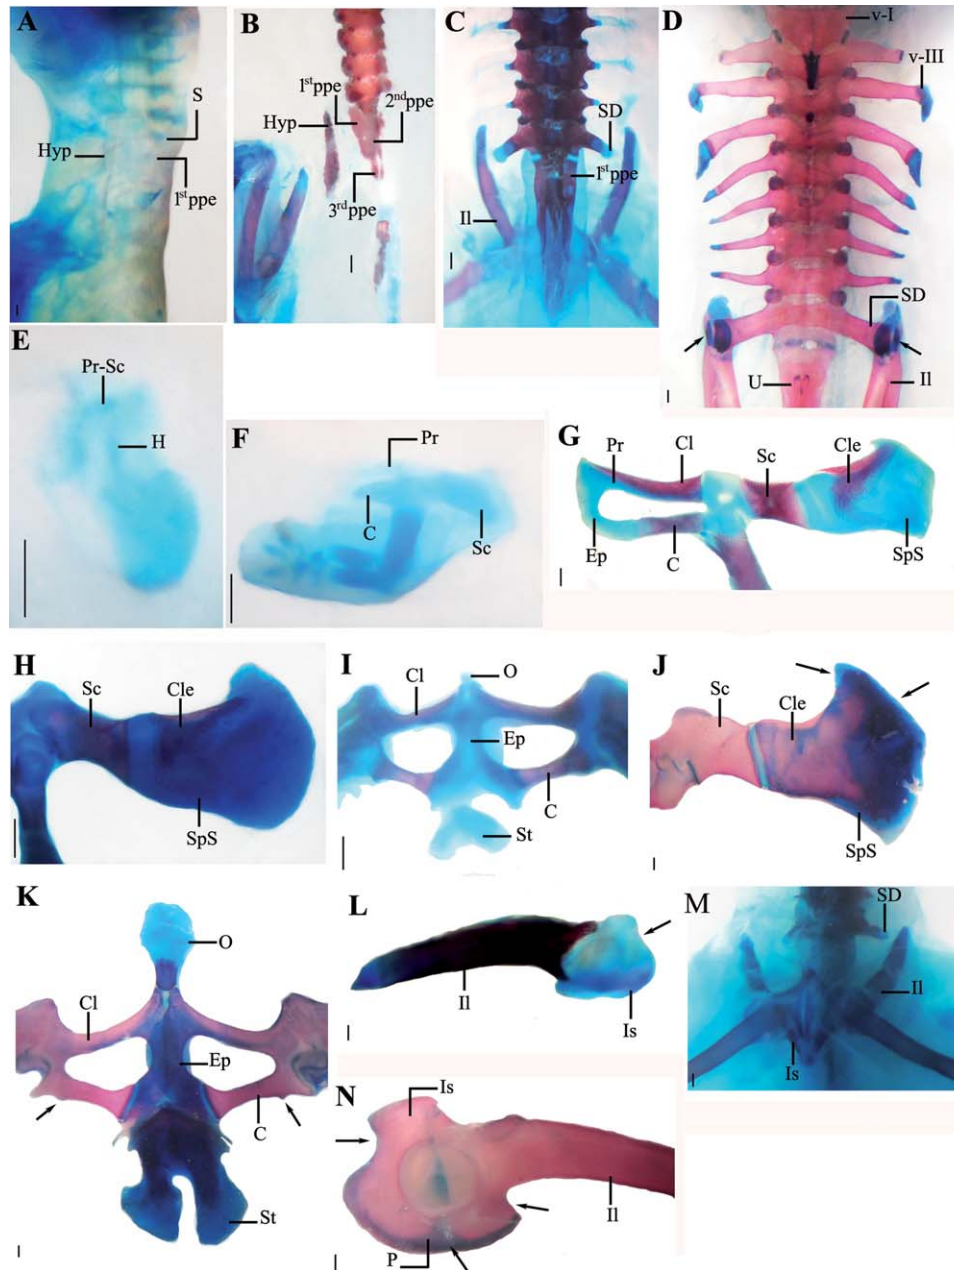 A
S
Hyp
1st ppe
B
1st ppe
2nd ppe
Hyp
3rd ppe
C
SD
1st ppe
Il
D
v-I
v-III
SD
U
Il
E
Pr-Sc
H
F
Pr
C
Sc
G
Pr
Cl
Sc
Cle
Ep
C
SpS
H
Sc
Cle
SpS
I
Cl
O
Ep
C
St
J
Sc
Cle
SpS
K
O
Cl
Ep
C
St
L
Il
Is
M
SD
Il
Is
N
Is
Il
P